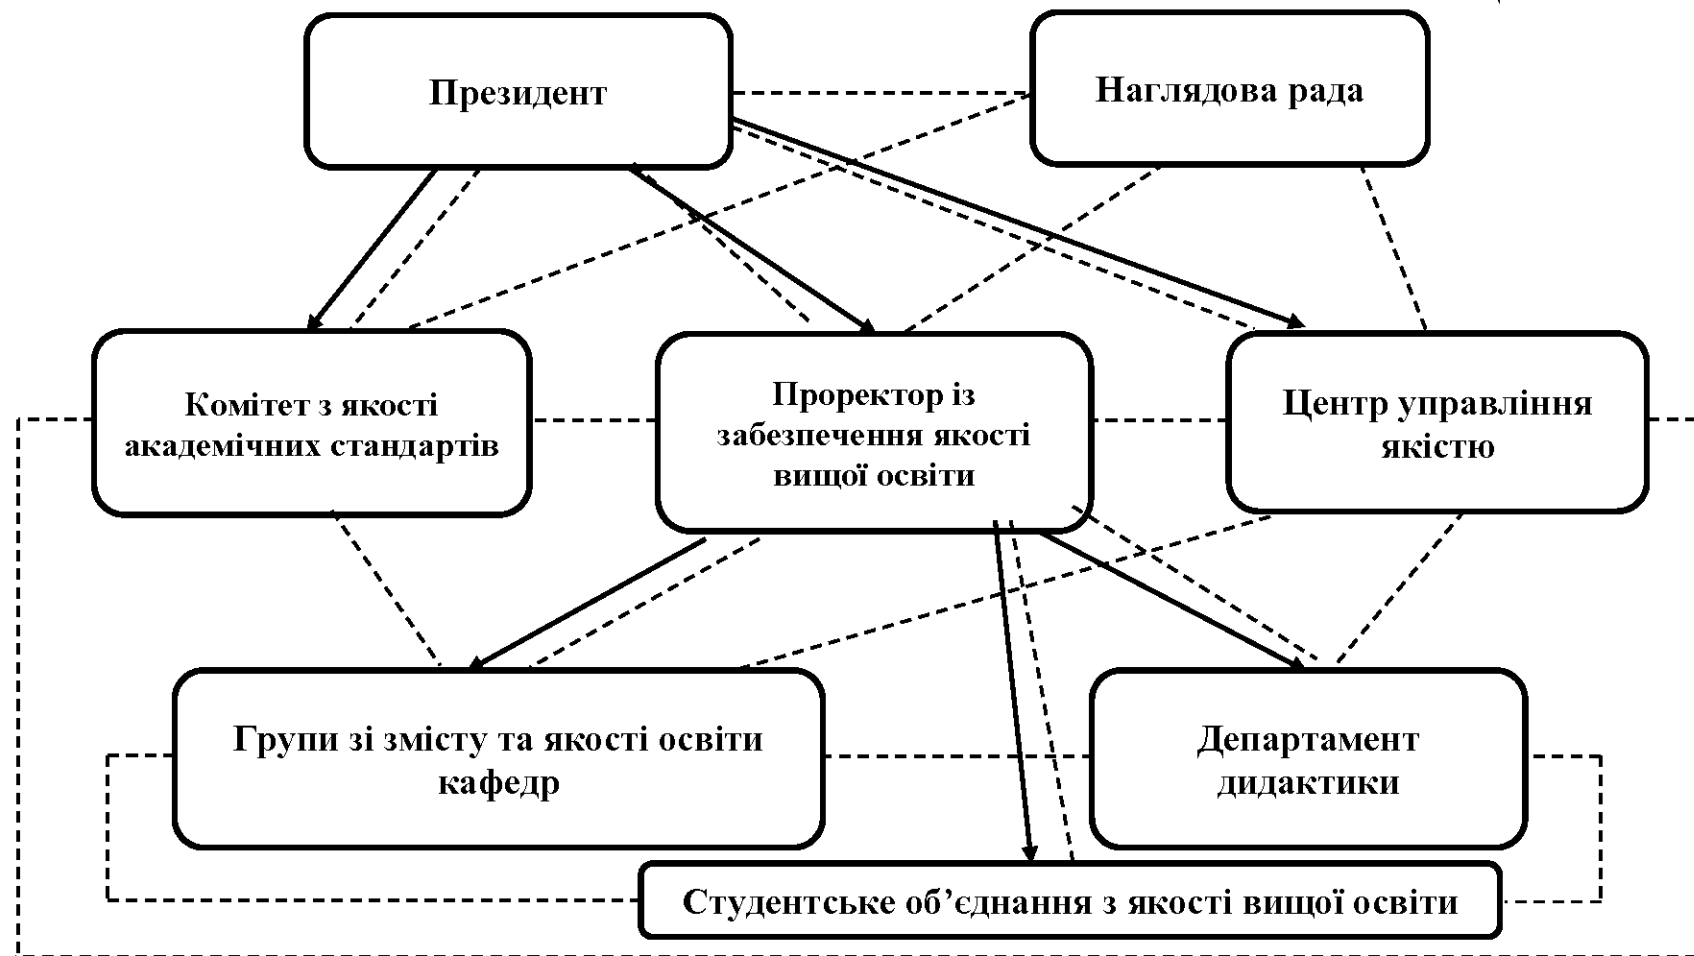 Президент
Наглядова рада
Комітет з якості
академічних стандартів
Проректор із
забезпечення якості
вищої освіти
Центр управління
якістю
Групи зі змісту та якості освіти
кафедр
Департамент
дидактики
Студентське об’єднання з якості вищої освіти